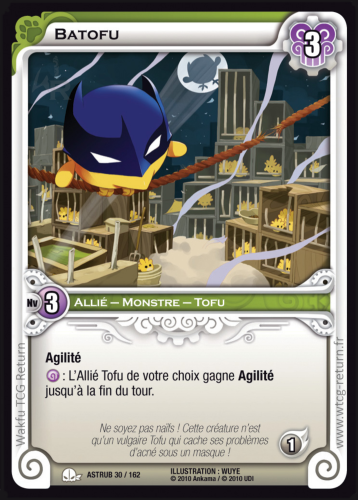 BATOFU
3
Nv 3 ALLIÉ – MONSTRE – TOFU
Agilité
: L'Allié Tofu de votre choix gagne Agilité
jusqu'à la fin du tour.
Ne soyez pas naïfs ! Cette créature n'est
qu'un vulgaire Tofu qui cache ses problèmes
d'acné sous un masque !
1
ASTRUB 30 / 162
ILLUSTRATION : WUYE
© 2010 Ankama / © 2010 UDI
Wakfu TCG Return
www.wtcg-return.fr